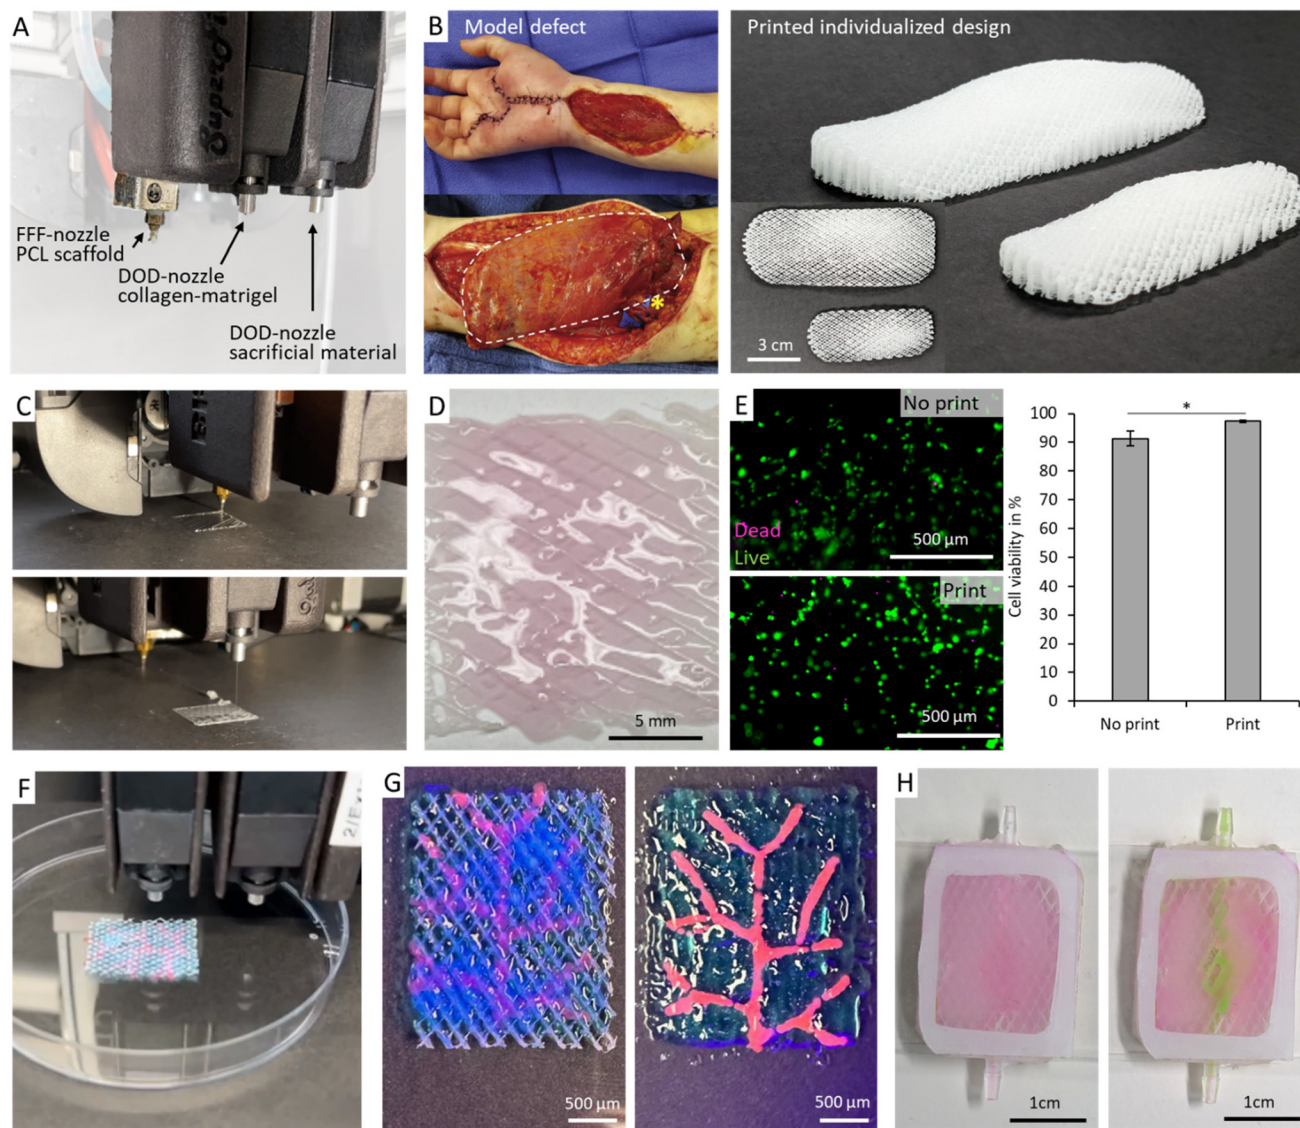 A
FFF-nozzle
PCL scaffold
DOD-nozzle
collagen-matrigel
DOD-nozzle
sacrificial material
B
Model defect
*
Printed individualized design
3 cm
C
D
5 mm
E
No print
Dead
Live
500 µm
Print
500 µm
Cell viability in %
100
90
80
70
60
50
40
30
20
10
0
*
No print
Print
F
2/EX
G
500 µm
500 µm
H
1cm
1cm